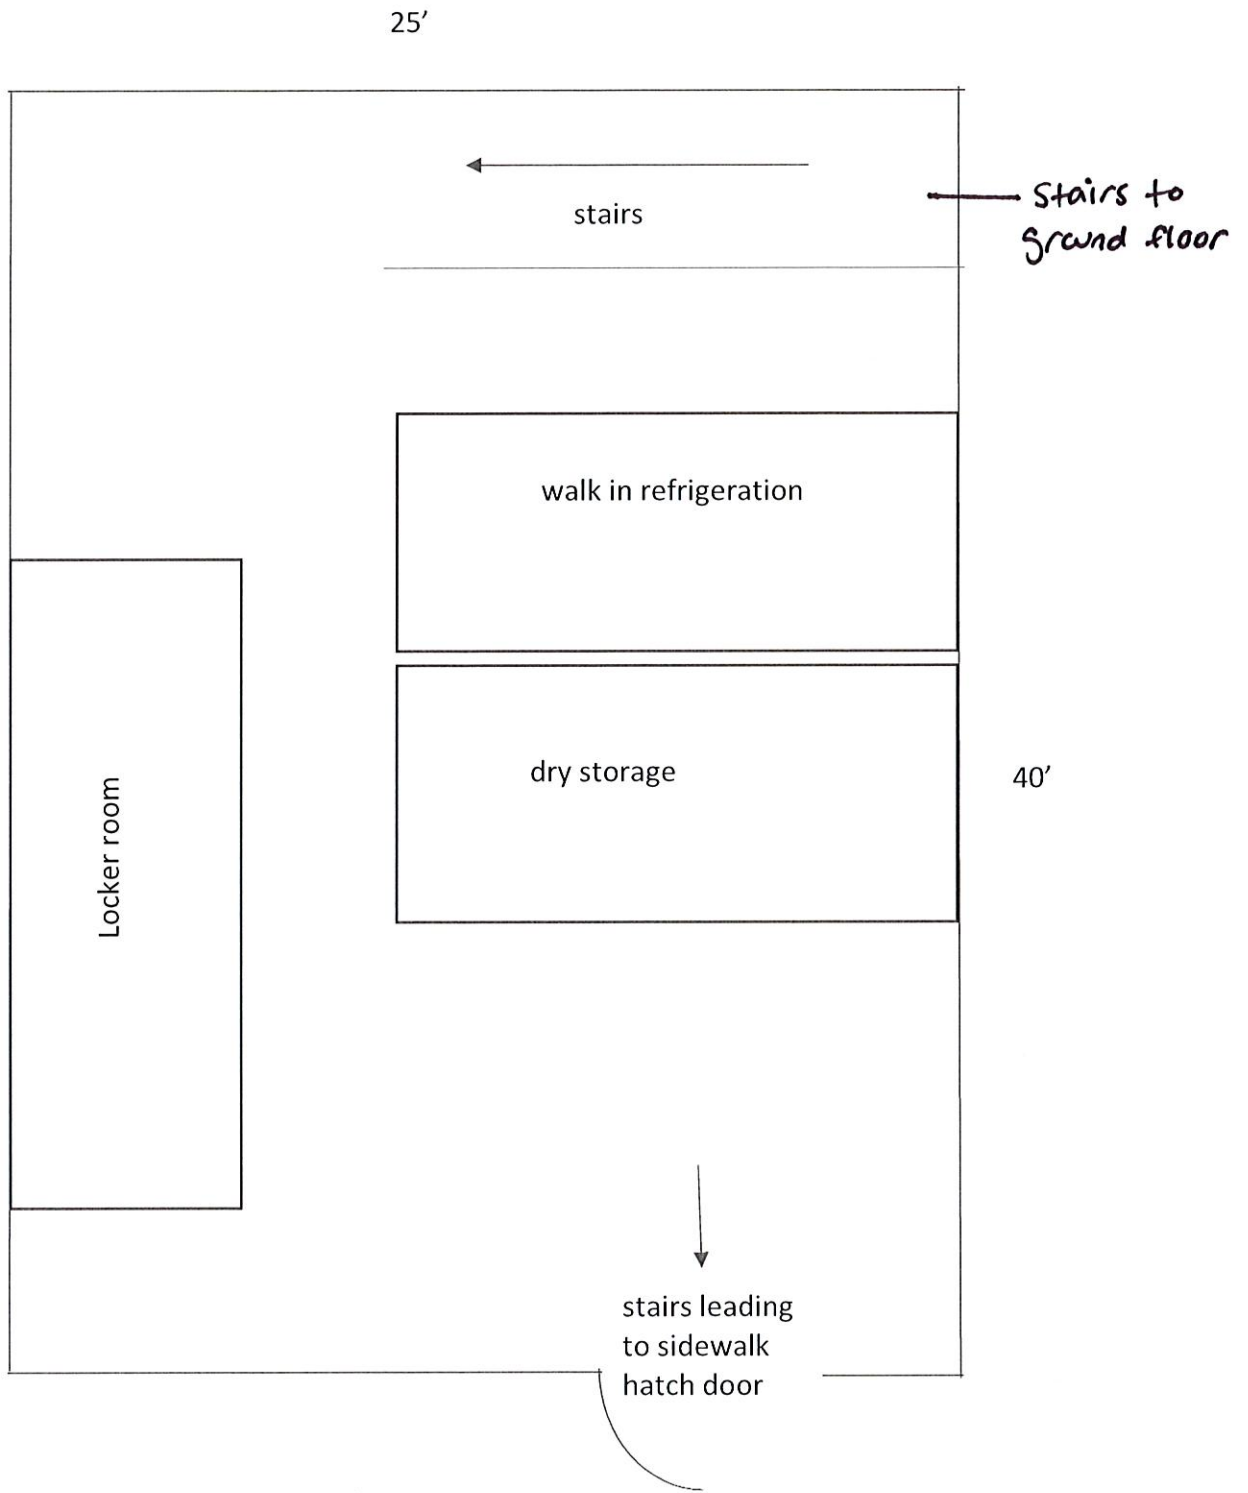 25’
stairs
Stairs to
ground floor
walk in refrigeration
dry storage
40’
Locker room
stairs leading
to sidewalk
hatch door